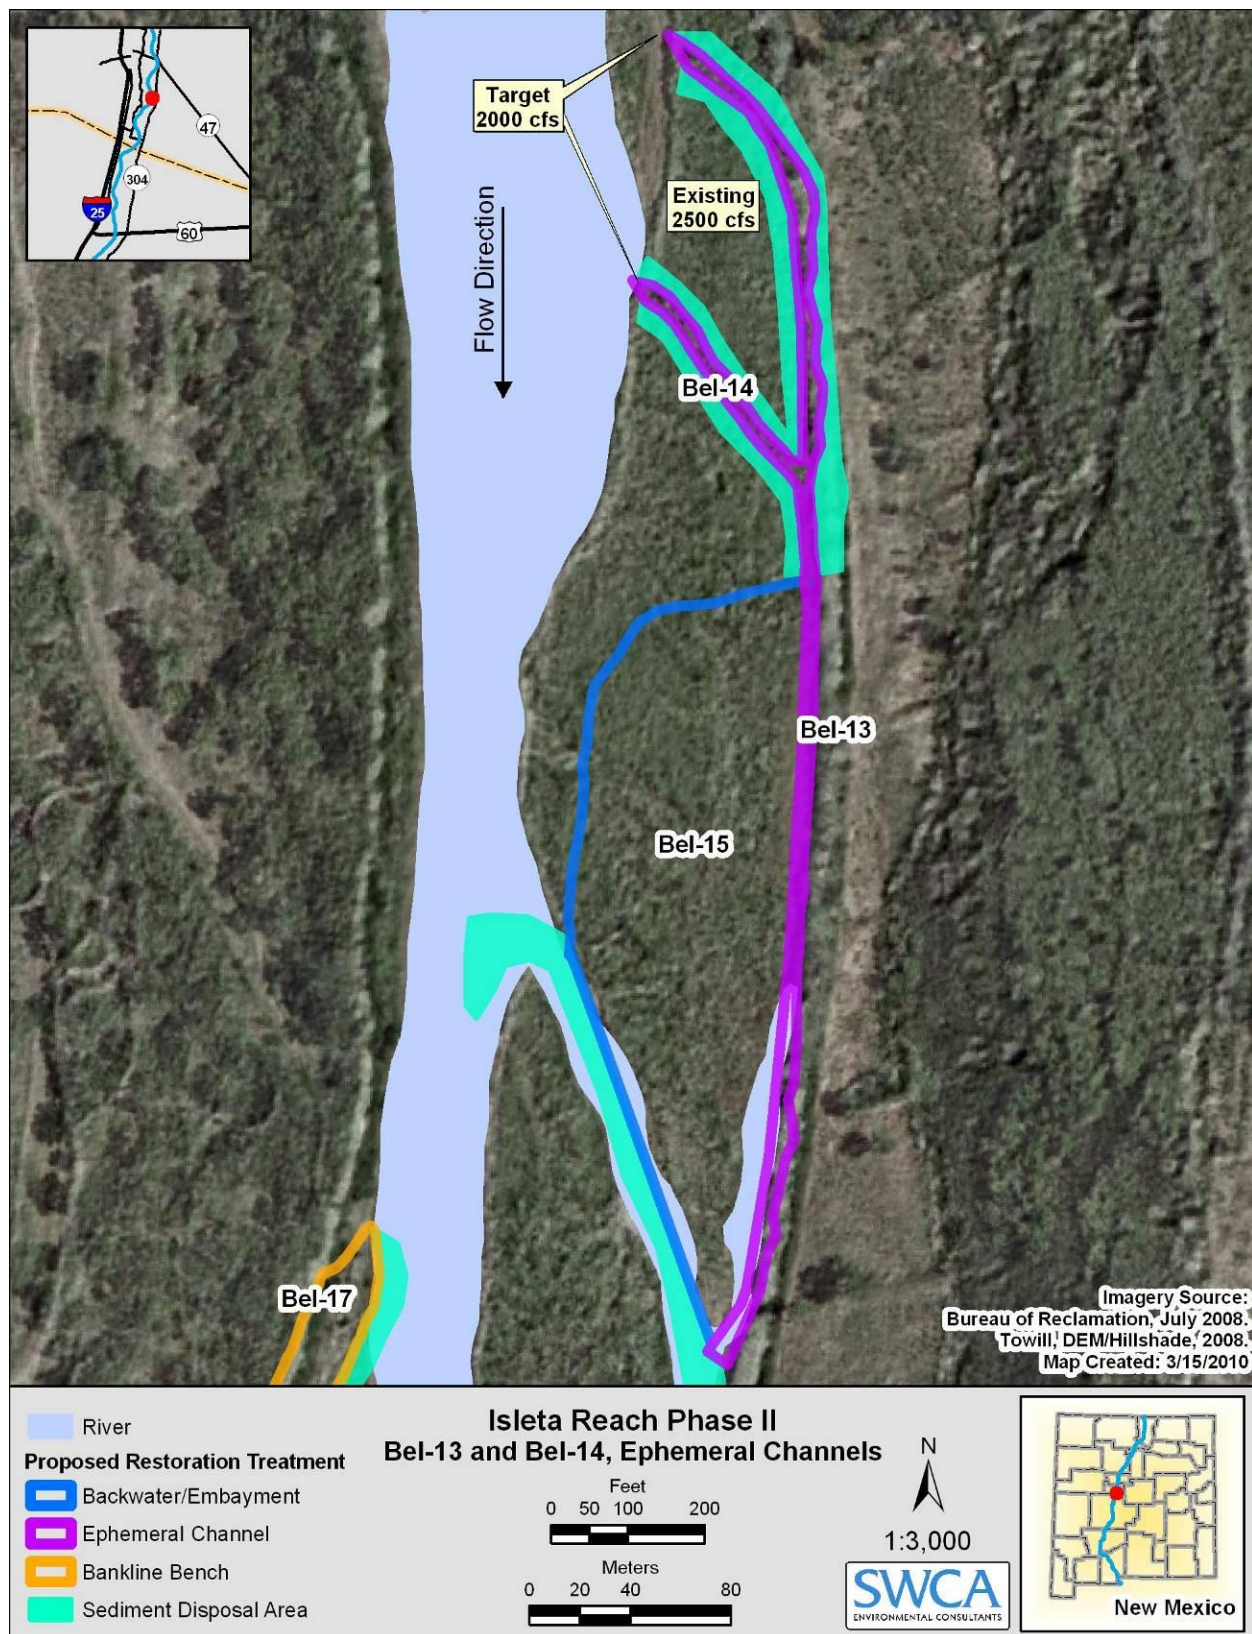 47
304
25
60
Target
2000 cfs
Existing
2500 cfs
Flow Direction
Bel-14
Bel-13
Bel-15
Bel-17
Imagery Source:
Bureau of Reclamation, July 2008.
Towill, DEM/Hillshade, 2008.
Map Created: 3/15/2010
River
Proposed Restoration Treatment
Backwater/Embayment
Ephemeral Channel
Bankline Bench
Sediment Disposal Area
Isleta Reach Phase II
Bel-13 and Bel-14, Ephemeral Channels
Feet
0 50 100 200
Meters
0 20 40 80
N
1:3,000
SWCA
ENVIRONMENTAL CONSULTANTS
New Mexico